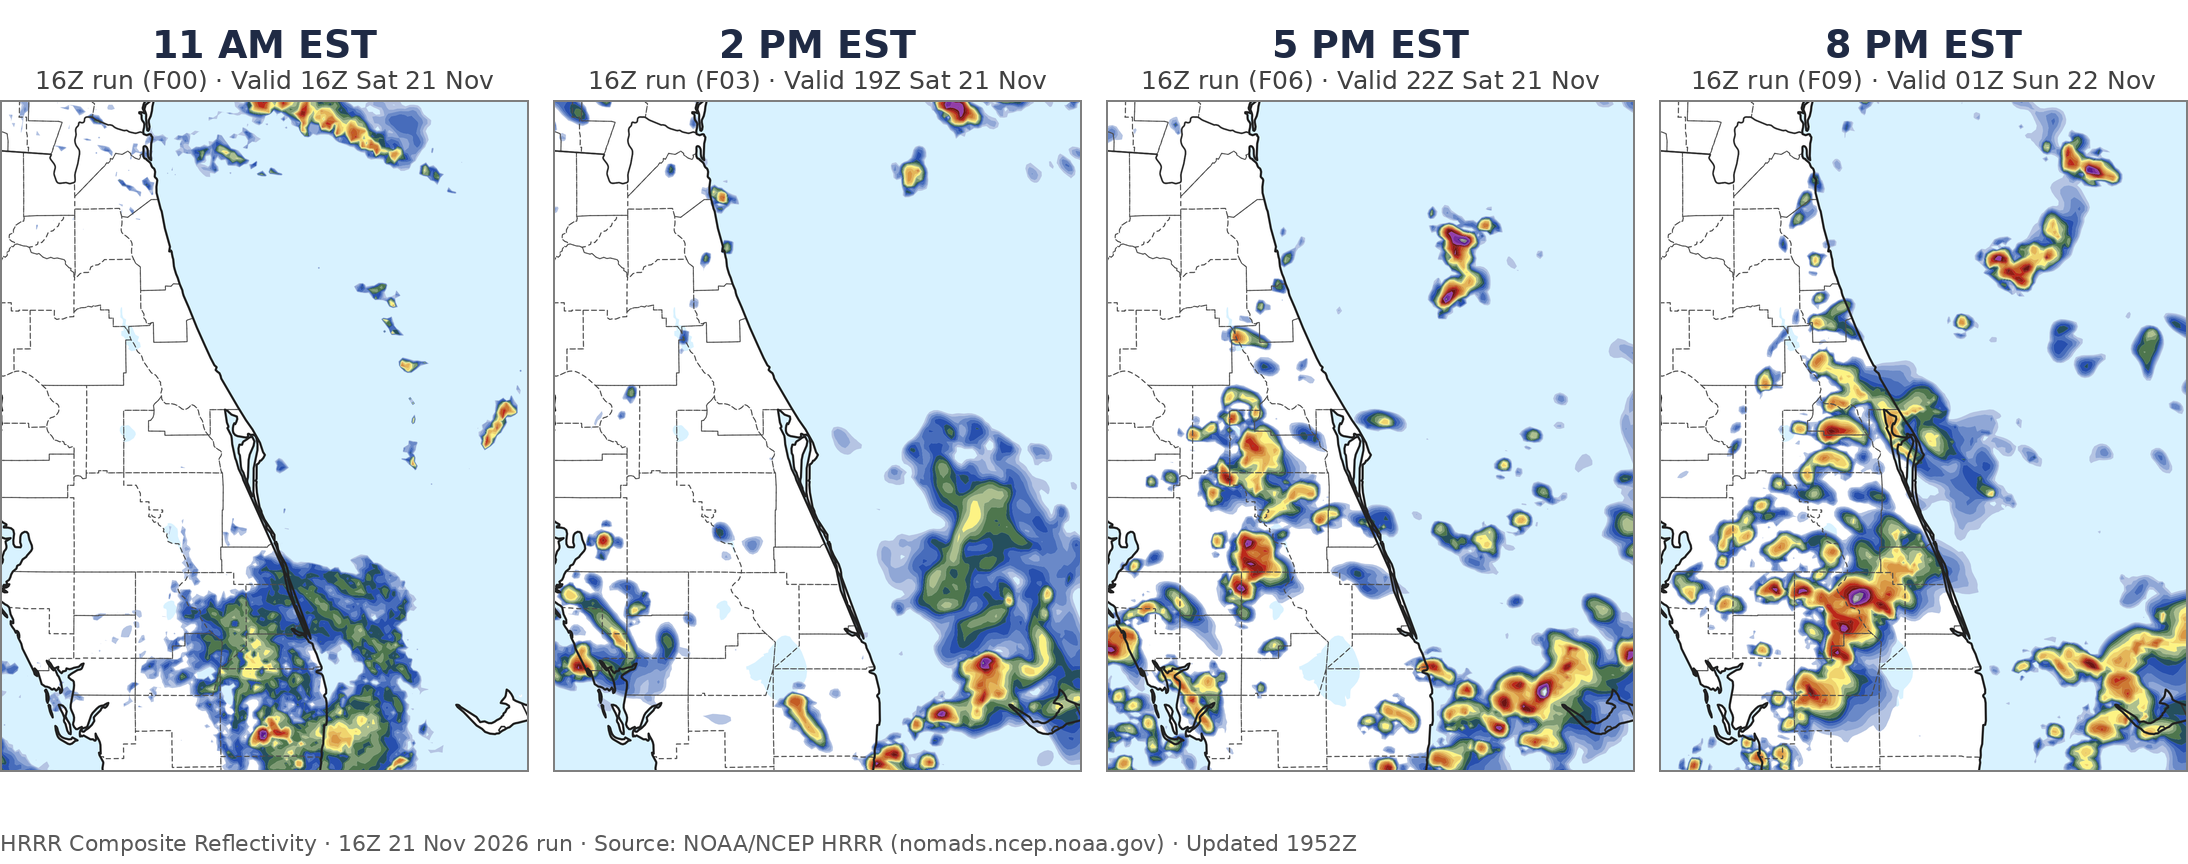 11 AM EST
16Z run (F00) · Valid 16Z Sat 21 Nov
2 PM EST
16Z run (F03) · Valid 19Z Sat 21 Nov
5 PM EST
16Z run (F06) · Valid 22Z Sat 21 Nov
8 PM EST
16Z run (F09) · Valid 01Z Sun 22 Nov
HRRR Composite Reflectivity · 16Z 21 Nov 2026 run · Source: NOAA/NCEP HRRR (nomads.ncep.noaa.gov) · Updated 1952Z